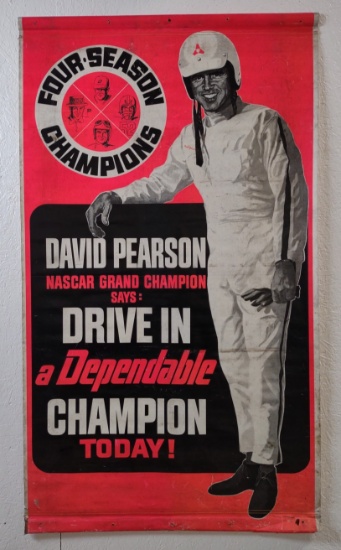 FOUR-SEASON
CHAMPIONS
DAVID PEARSON
NASCAR GRAND CHAMPION
SAYS:
DRIVE IN
a Dependable
CHAMPION
TODAY!